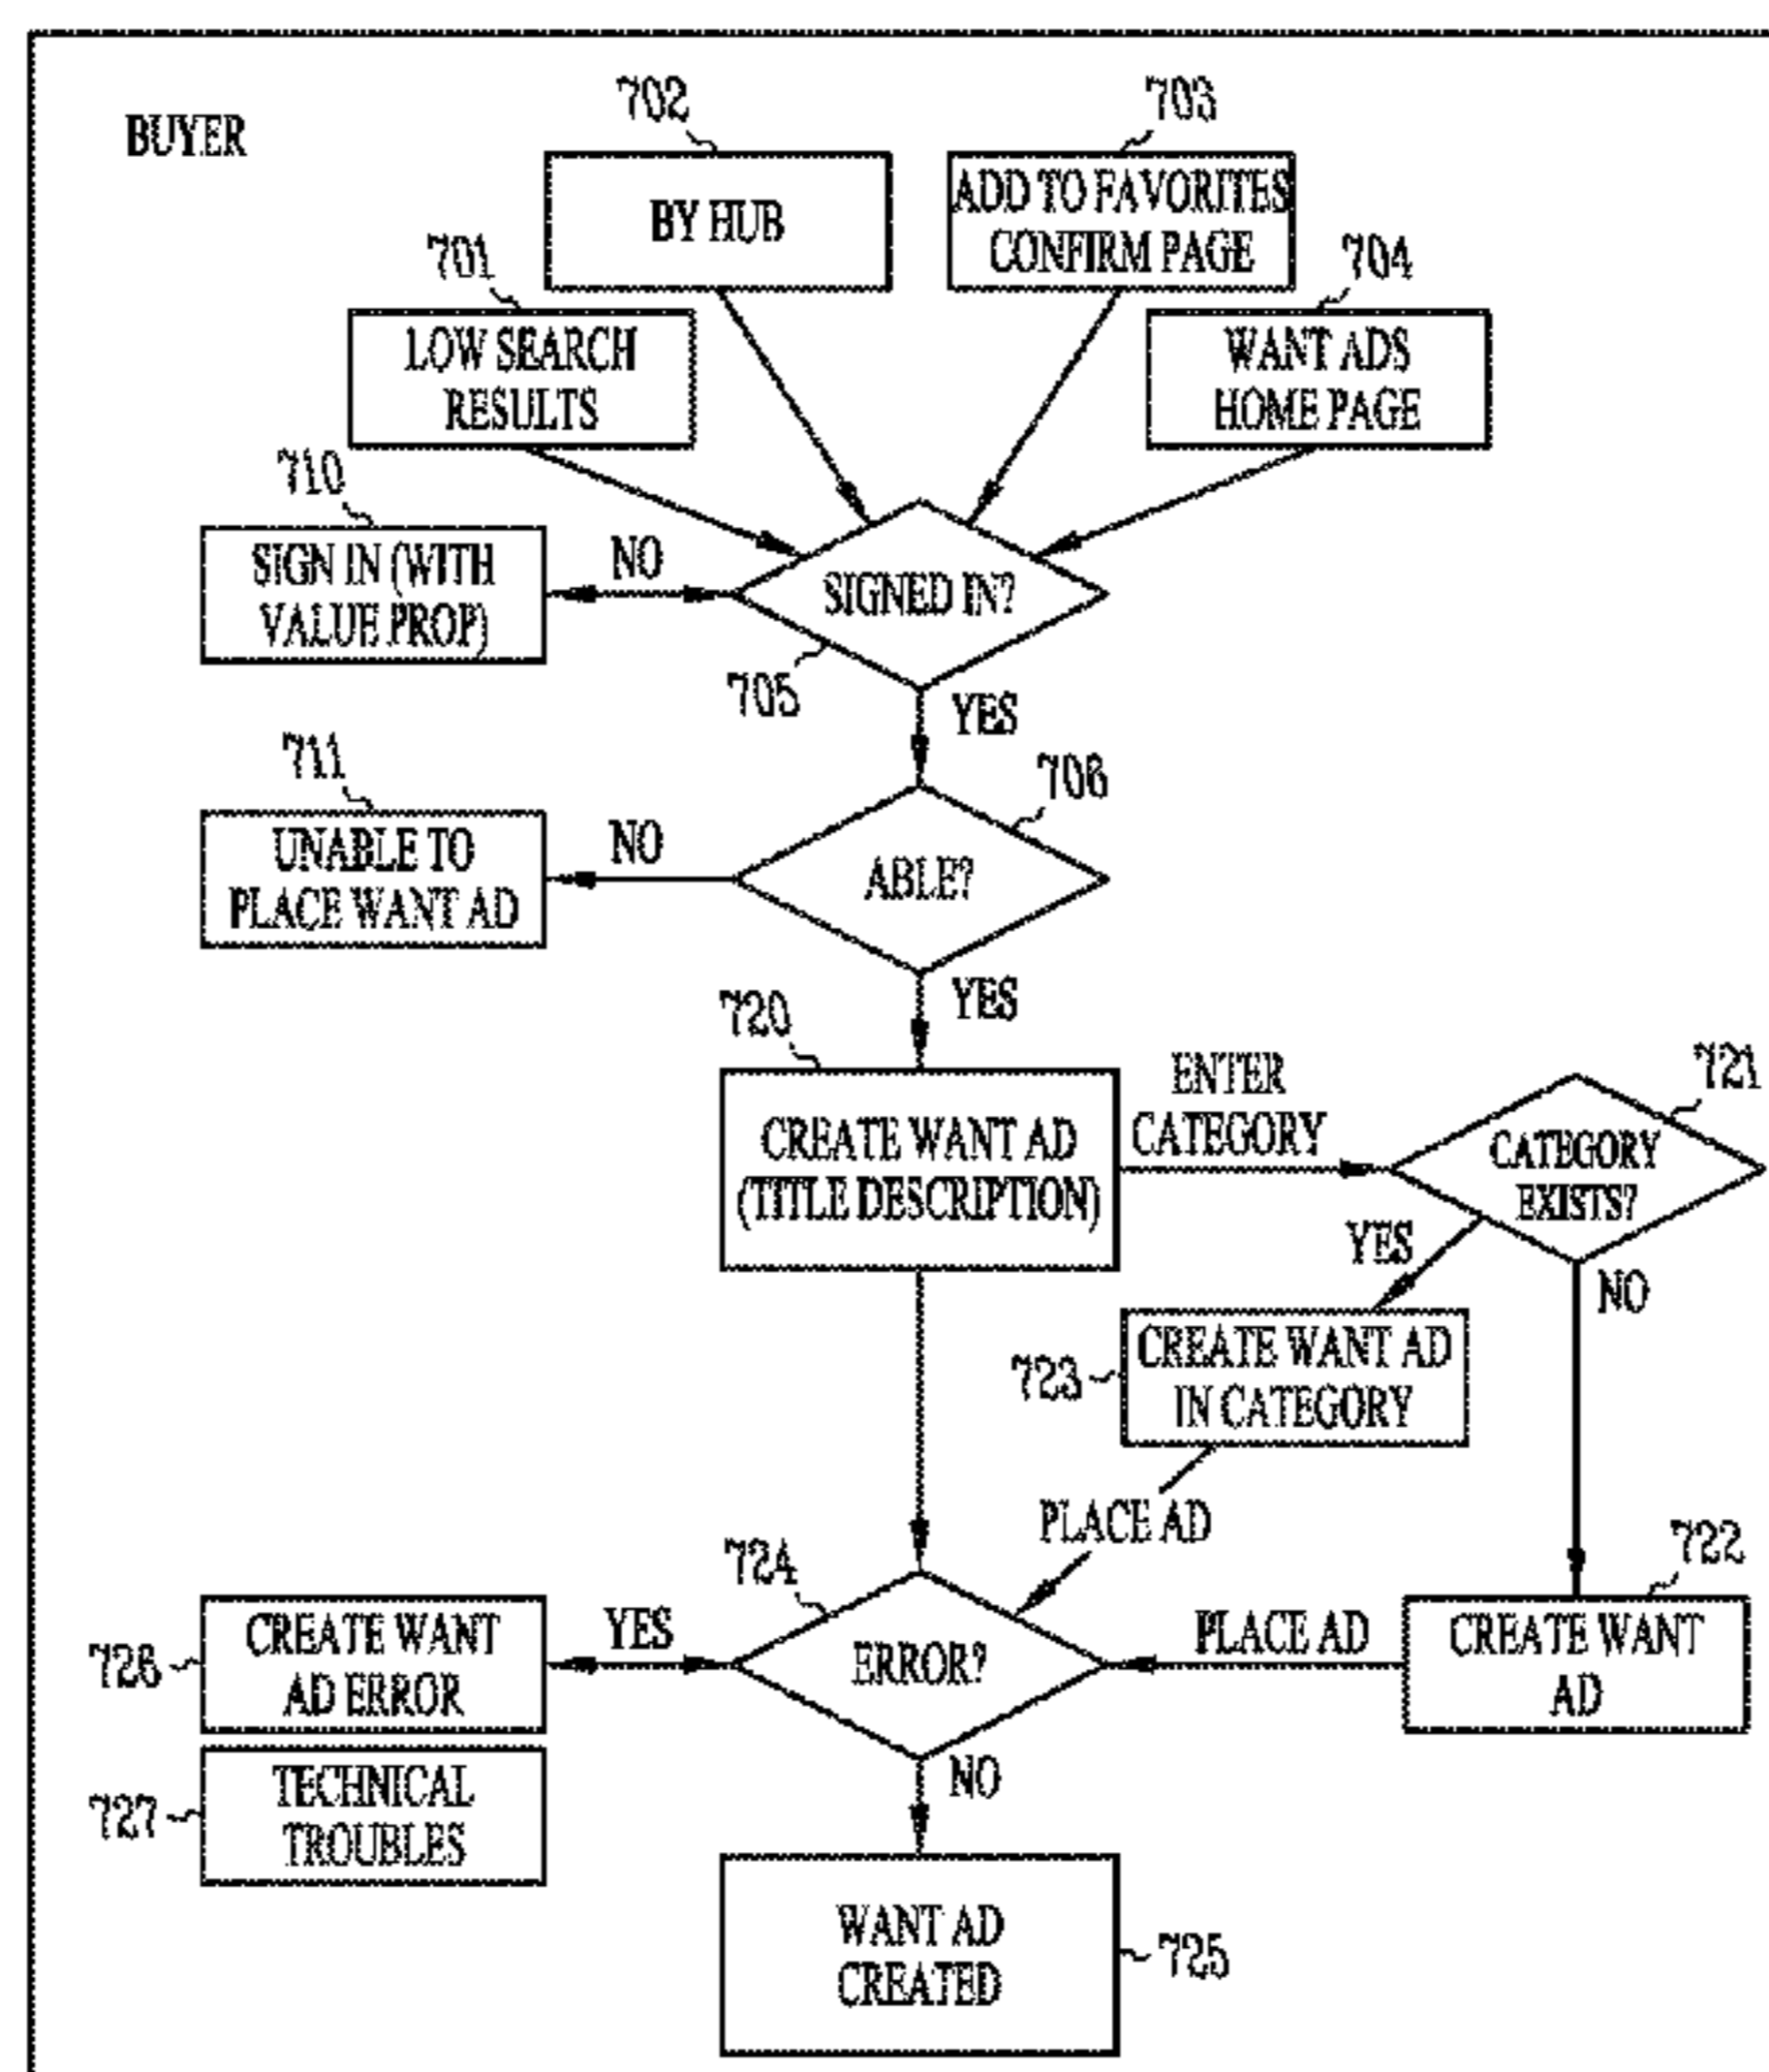 BUYER
702
703
BY HUB
ADD TO FAVORITES
CONFIRM PAGE
701
704
LOW SEARCH
RESULTS
WANT ADS
HOME PAGE
710
SIGN IN (WITH
VALUE PROP)
NO
SIGNED IN?
705
YES
711
706
UNABLE TO
PLACE WANT AD
NO
ABLE?
YES
720
CREATE WANT AD
(TITLE DESCRIPTION)
ENTER
CATEGORY
721
CATEGORY
EXISTS?
YES
NO
723
CREATE WANT AD
IN CATEGORY
PLACE AD
724
722
726
CREATE WANT
AD ERROR
YES
ERROR?
PLACE AD
CREATE WANT
AD
727
TECHNICAL
TROUBLES
NO
WANT AD
CREATED
725